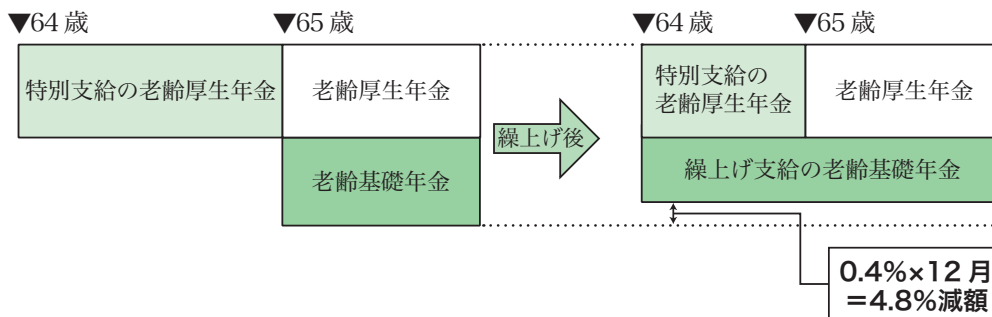 ▼64歳
▼65歳
特別支給の老齢厚生年金
老齢厚生年金
老齢基礎年金
繰上げ後
▼64歳
▼65歳
特別支給の
老齢厚生年金
老齢厚生年金
繰上げ支給の老齢基礎年金
0.4%×12月
=4.8%減額